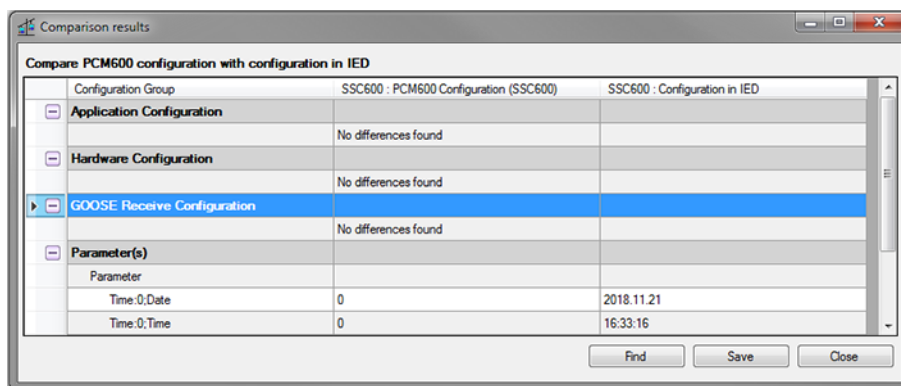 Comparison results
Compare PCM600 configuration with configuration in IED
Configuration Group SSC600 : PCM600 Configuration (SSC600) SSC600 : Configuration in IED
Application Configuration
No differences found
Hardware Configuration
No differences found
GOOSE Receive Configuration
No differences found
Parameter(s)
Parameter
Time:0;Date 0 2018.11.21
Time:0;Time 0 16:33:16
Find Save Close